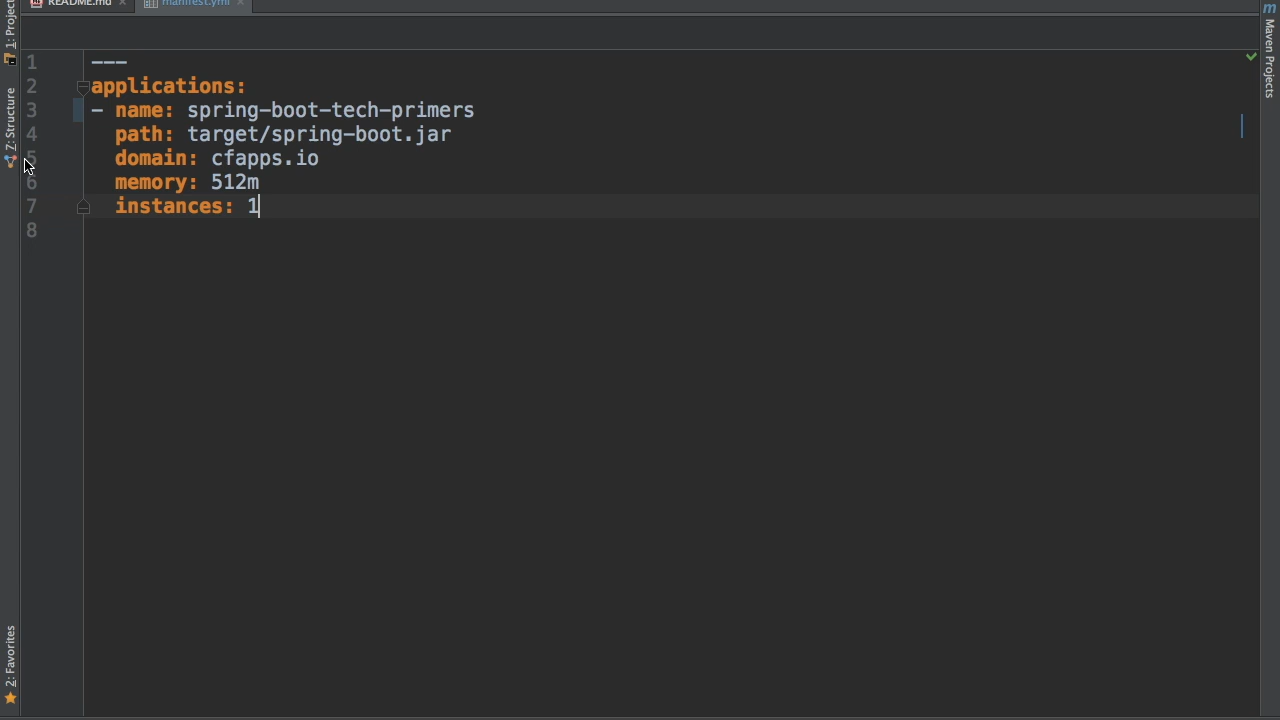 README.md
manifest.yml
1: Project
Z: Structure
2: Favorites
1 ---
2 applications:
3 - name: spring-boot-tech-primers
4 path: target/spring-boot.jar
5 domain: cfapps.io
6 memory: 512m
7 instances: 1
8
m
Maven Projects